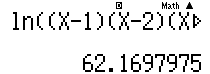 Math ▲
ln((X-1)(X-2)(X▷
62.1697975